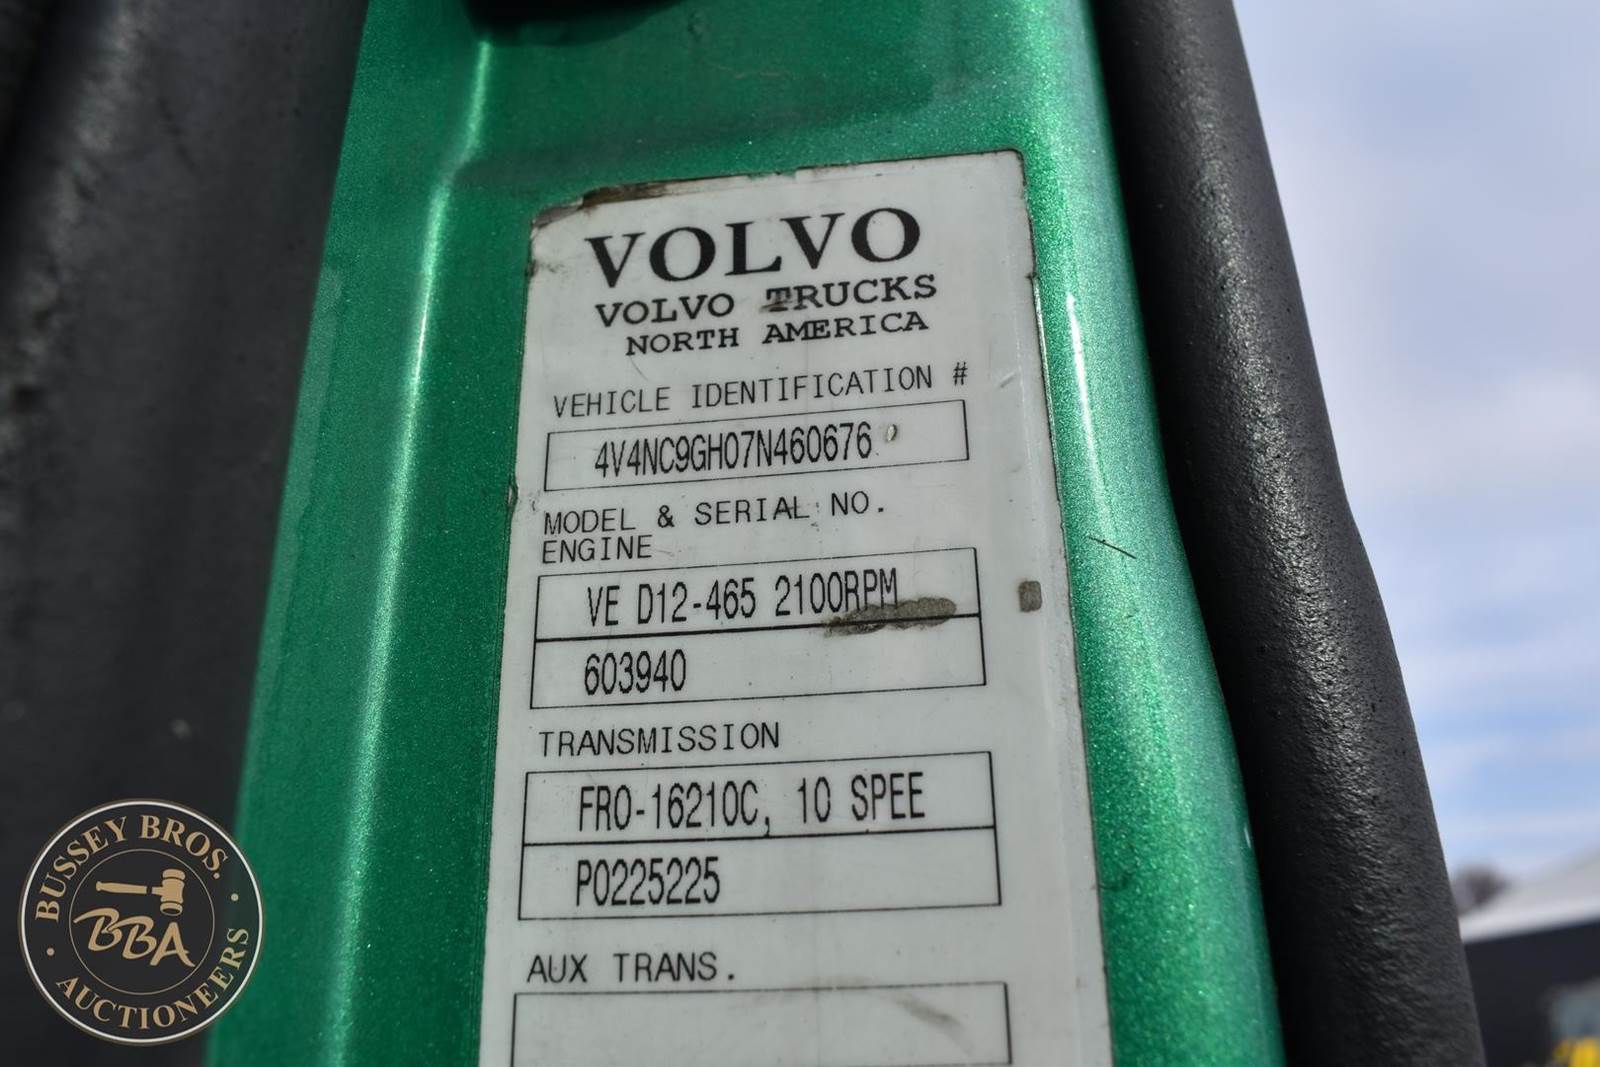 VOLVO
VOLVO TRUCKS
NORTH AMERICA
VEHICLE IDENTIFICATION #
4V4NC9GH07N460676
MODEL & SERIAL NO.
ENGINE
VE D12-465 2100RPM
603940
TRANSMISSION
FRO-16210C, 10 SPEE
P0225225
AUX TRANS.
BUSSEY BROS.
BBA
AUCTIONEERS